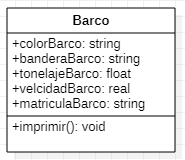 Barco
+colorBarco: string
+banderaBarco: string
+tonelajeBarco: float
+velcidadBarco: real
+matriculaBarco: string
+imprimir(): void